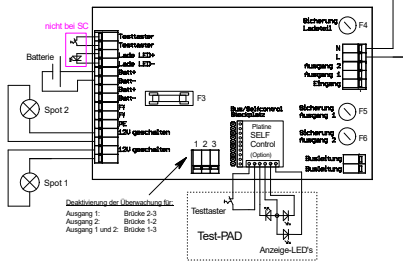 nicht bei SC
Testtaster
Testtaster
Lade LED+
Lade LED-
Batt+
Batt-
Batt+
Batt-
Ff
Ff
PE
12V geschalten
12V geschalten
Batterie
Spot 2
Spot 1
F3
1 2 3
Bus/Selfcontrol
Steckplatz
Platine
SELF
Control
(Option)
Sicherung
Ladeteil
F4
N
L
Ausgang 2
Ausgang 1
Eingang
Sicherung
Ausgang 1
F5
Sicherung
Ausgang 2
F6
Busleitung
Busleitung
Deaktivierung der Überwachung für:
Ausgang 1: Brücke 2-3
Ausgang 2: Brücke 1-2
Ausgang 1 und 2: Brücke 1-3
Testtaster
Test-PAD
Anzeige-LED's